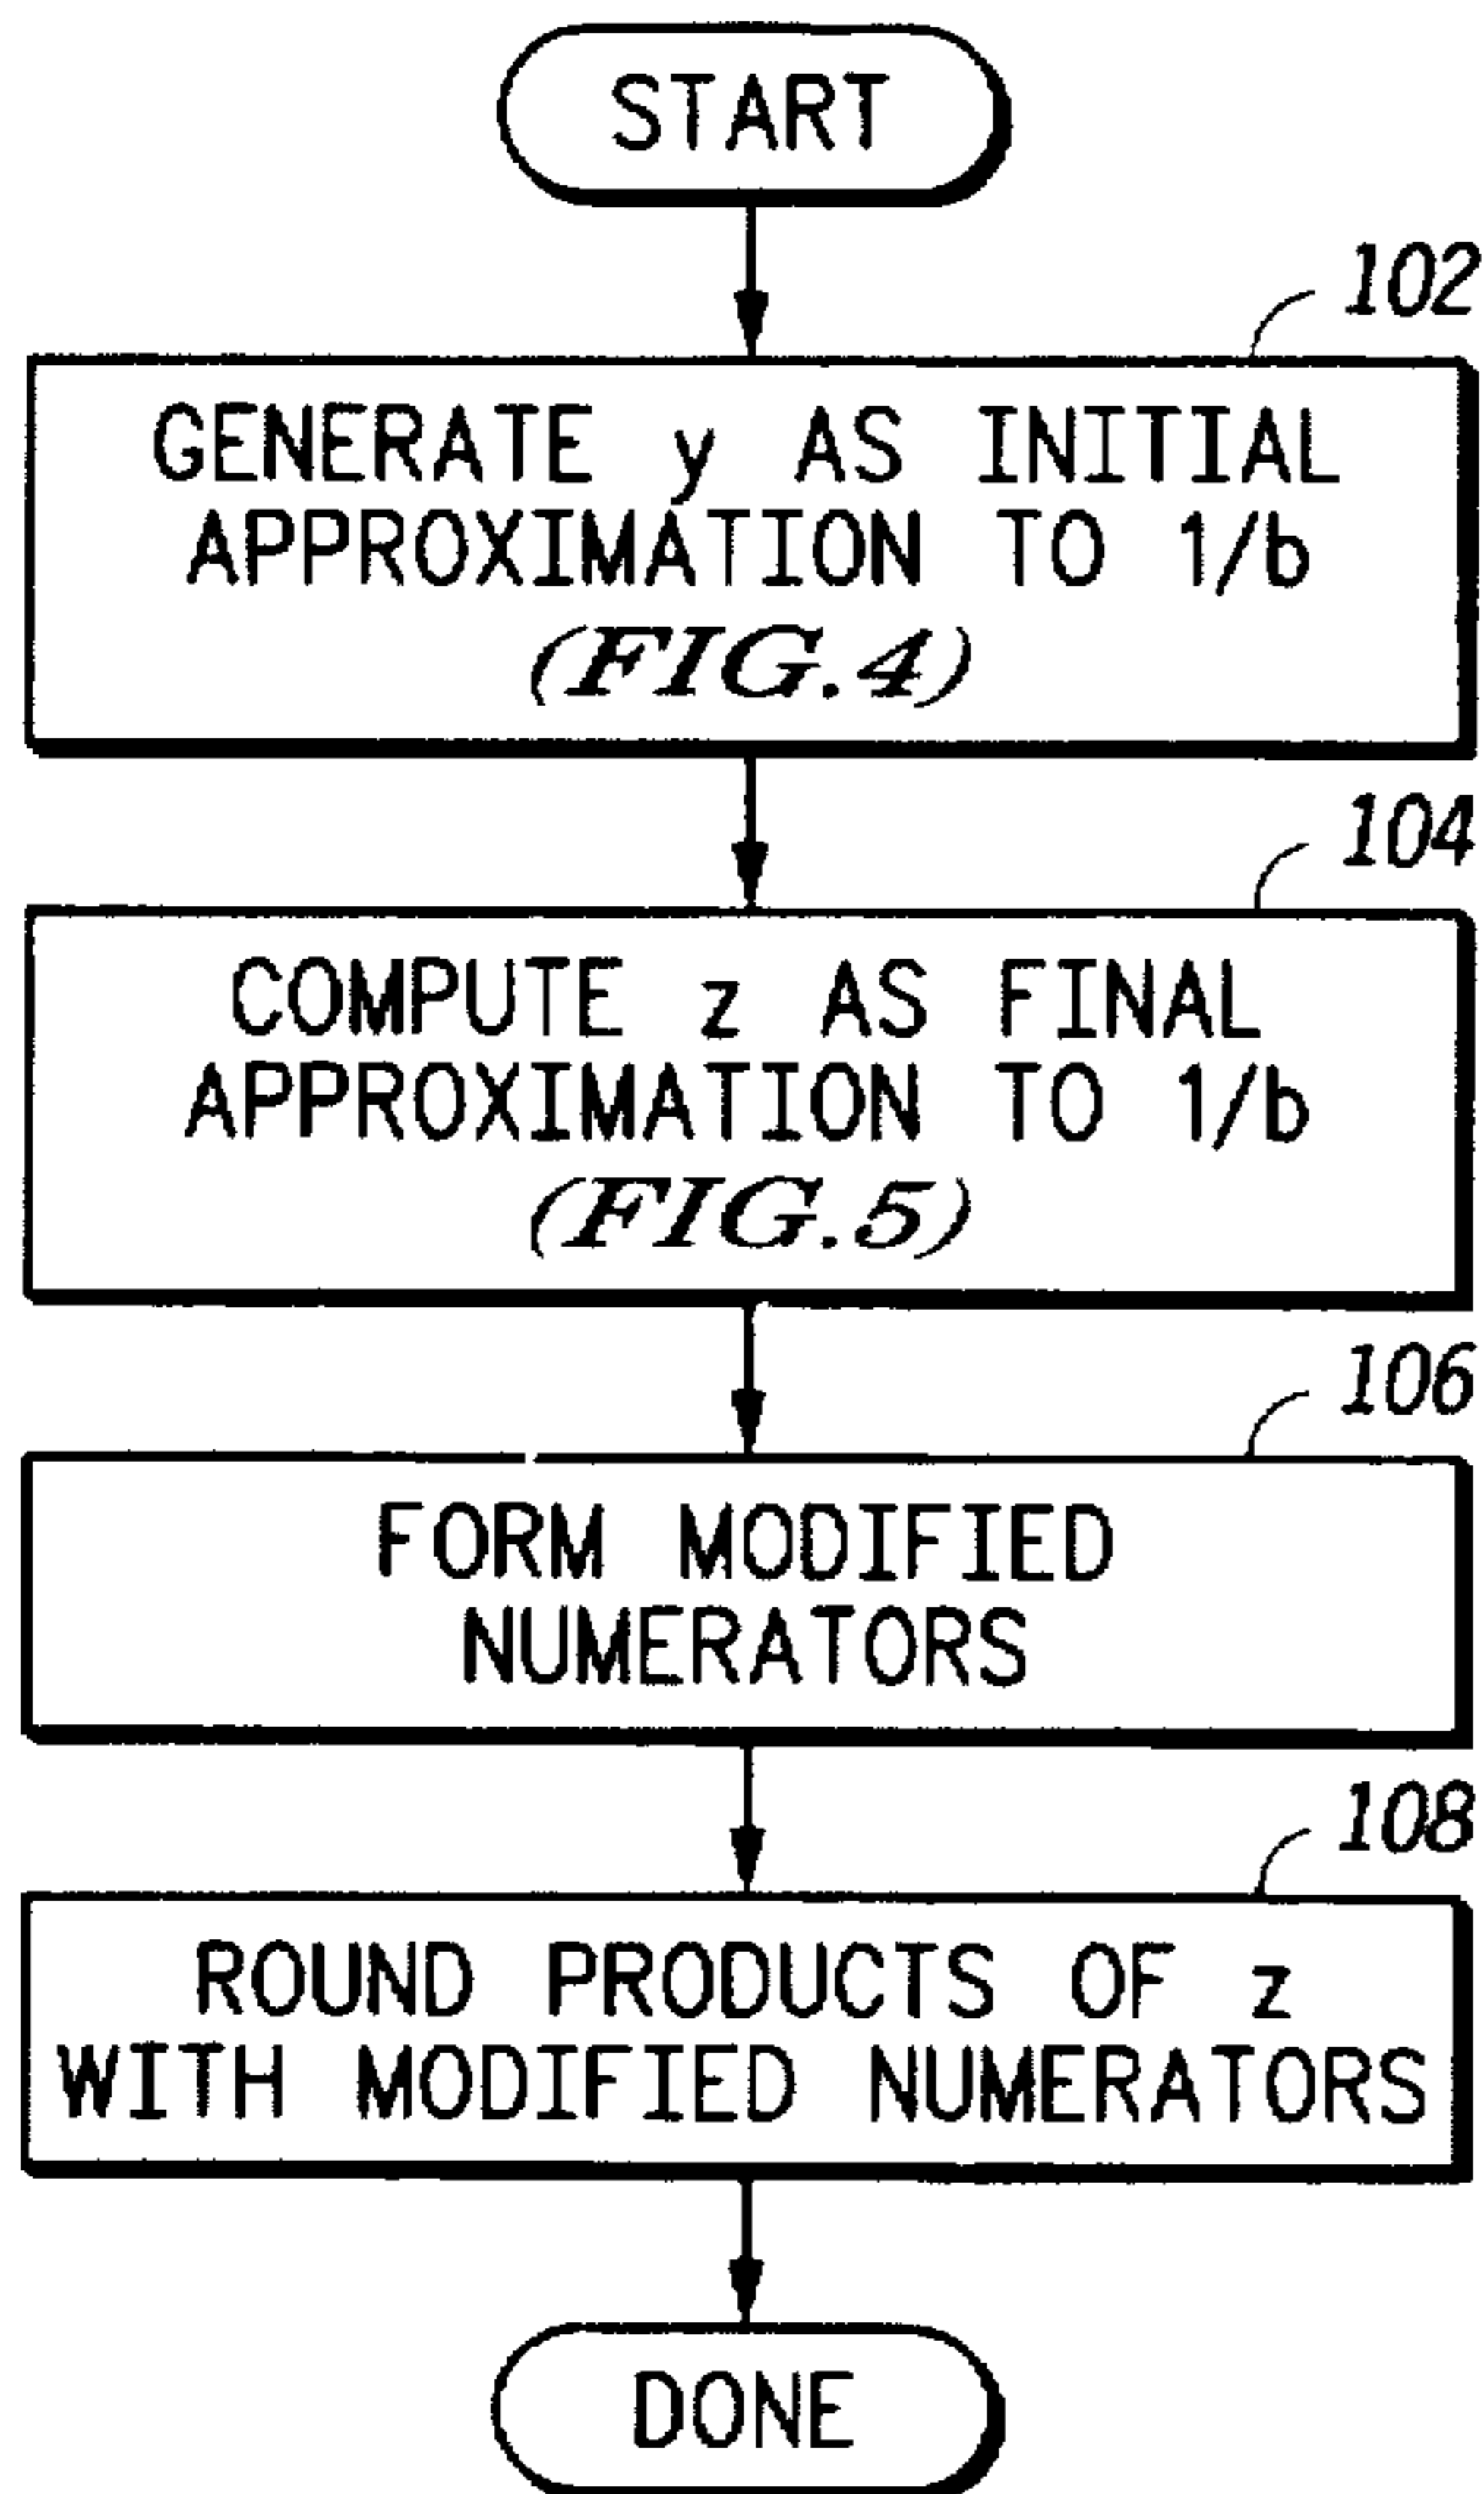 START
102
GENERATE y AS INITIAL
APPROXIMATION TO 1/b
(FIG.4)
104
COMPUTE z AS FINAL
APPROXIMATION TO 1/b
(FIG.5)
106
FORM MODIFIED
NUMERATORS
108
ROUND PRODUCTS OF z
WITH MODIFIED NUMERATORS
DONE